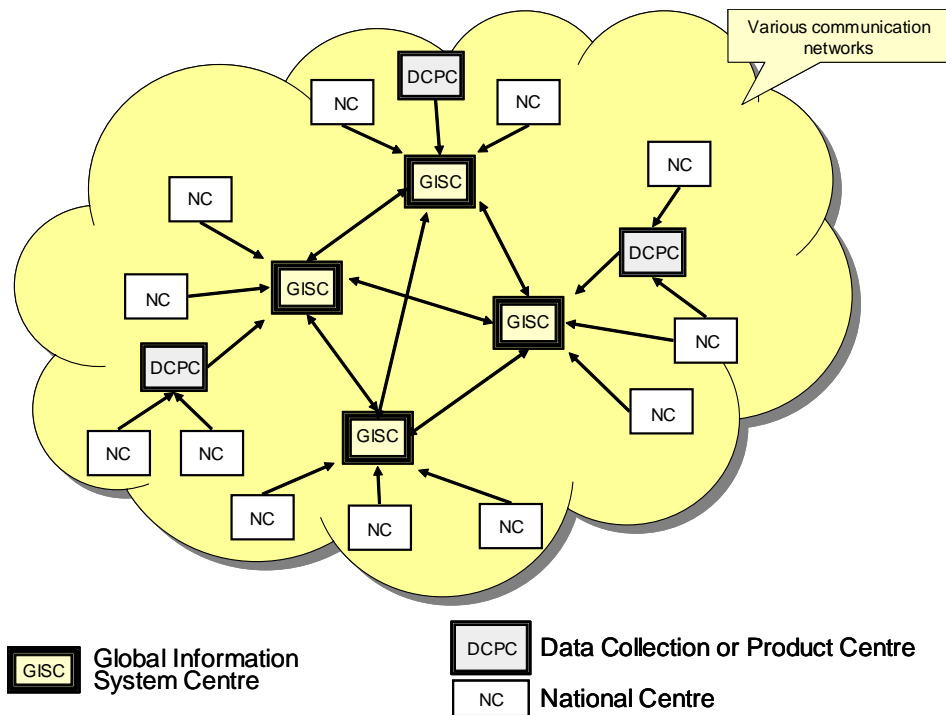 Various communication
networks
DCPC
NC
NC
GISC
NC
NC
DCPC
NC
GISC
GISC
NC
DCPC
NC
NC
NC
GISC
NC
NC
NC
NC
GISC
Global Information
System Centre
DCPC
Data Collection or Product Centre
NC
National Centre